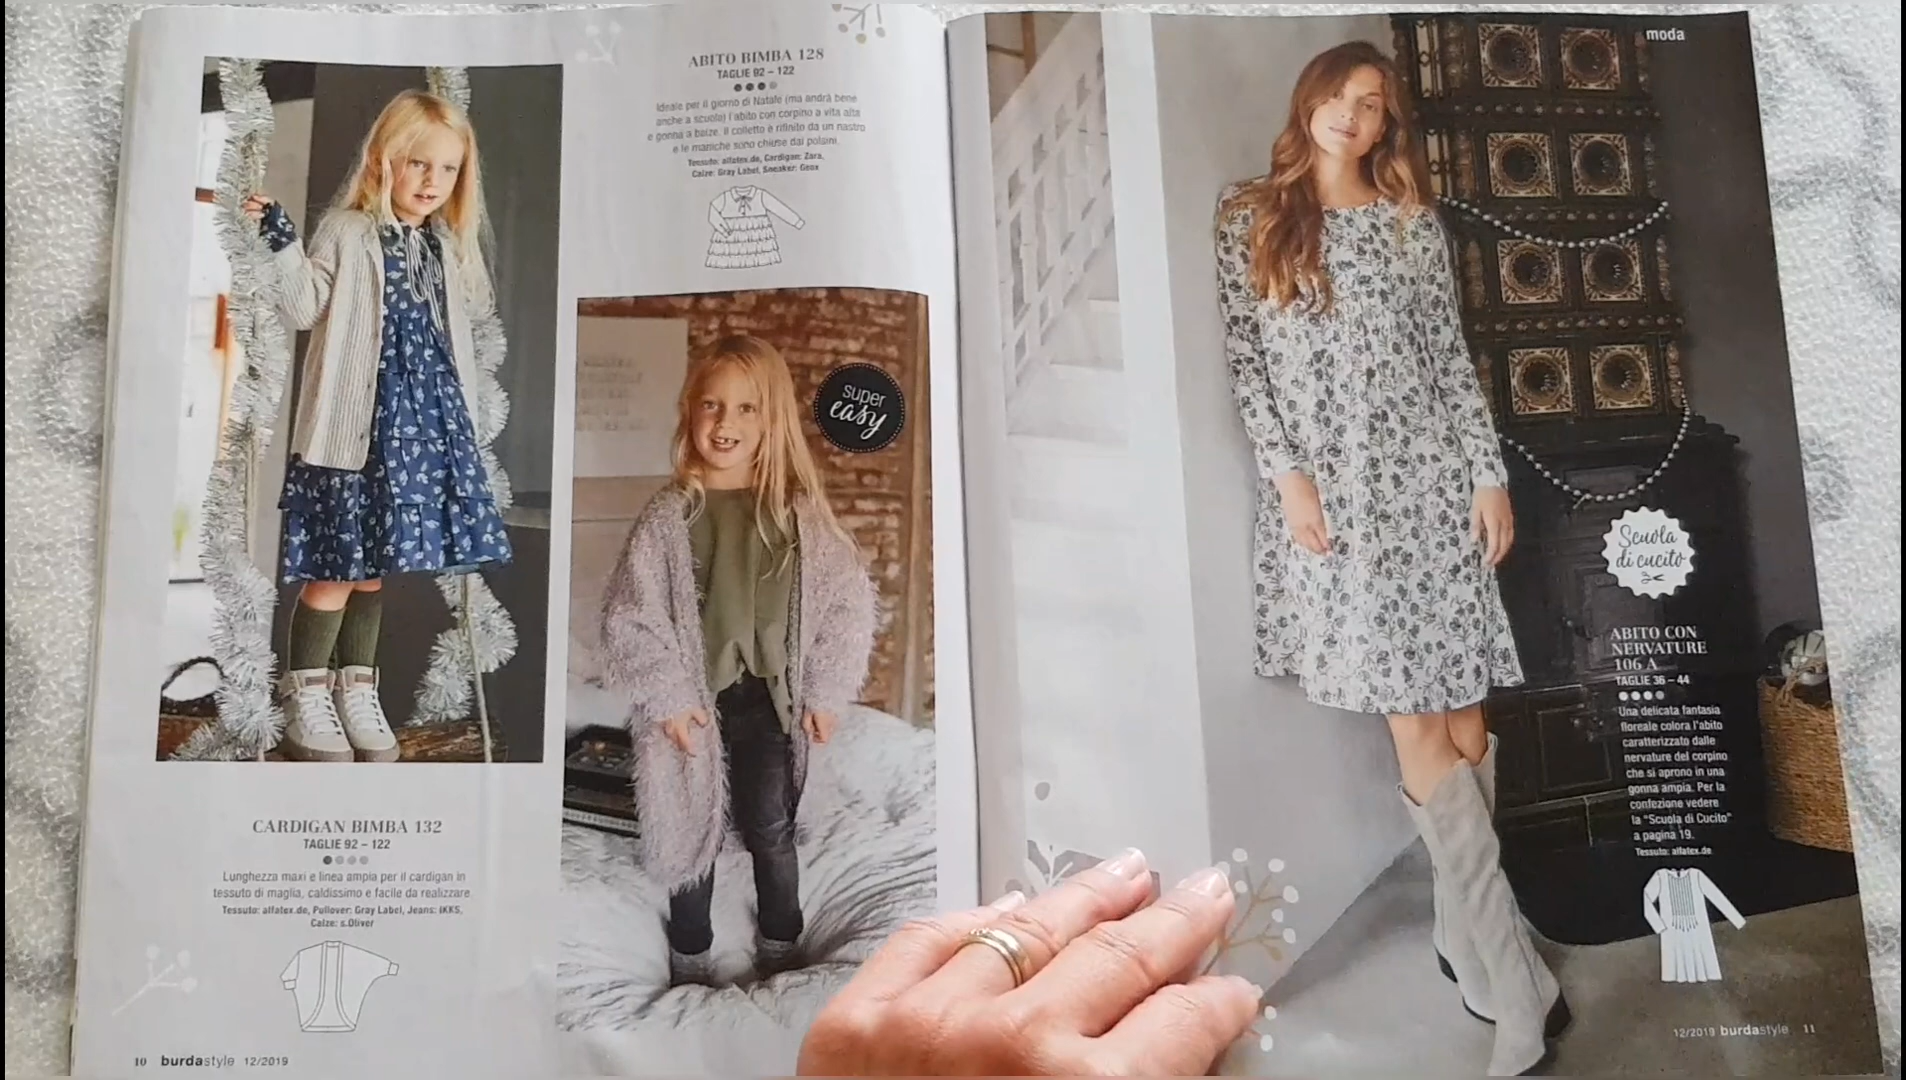 ABITO BIMBA 128
TAGLIE 92 – 122
Ideale per il giorno di Natale (ma andrà bene
anche a scuola) l'abito con corpino a vita alta
e gonna a balze. Il colletto è rifinito da un nastro
e le maniche sono chiuse dai polsini.
Tessuto: alfatex.de, Cardigan: Zara,
Calze: Gray Label, Sneaker: Geox
super
easy
CARDIGAN BIMBA 132
TAGLIE 92 – 122
Lunghezza maxi e linea ampia per il cardigan in
tessuto di maglia, caldissimo e facile da realizzare.
Tessuto: alfatex.de, Pullover: Gray Label, Jeans: IKKS,
Calze: s.Oliver
10 burdastyle 12/2019
moda
Scuola
di cucito
ABITO CON
NERVATURE
106 A
TAGLIE 36 – 44
Una delicata fantasia
floreale colora l'abito
caratterizzato dalle
nervature del corpino
che si aprono in una
gonna ampia. Per la
confezione vedere
la "Scuola di Cucito"
a pagina 19.
Tessuto: alfatex.de
12/2019 burdastyle 11